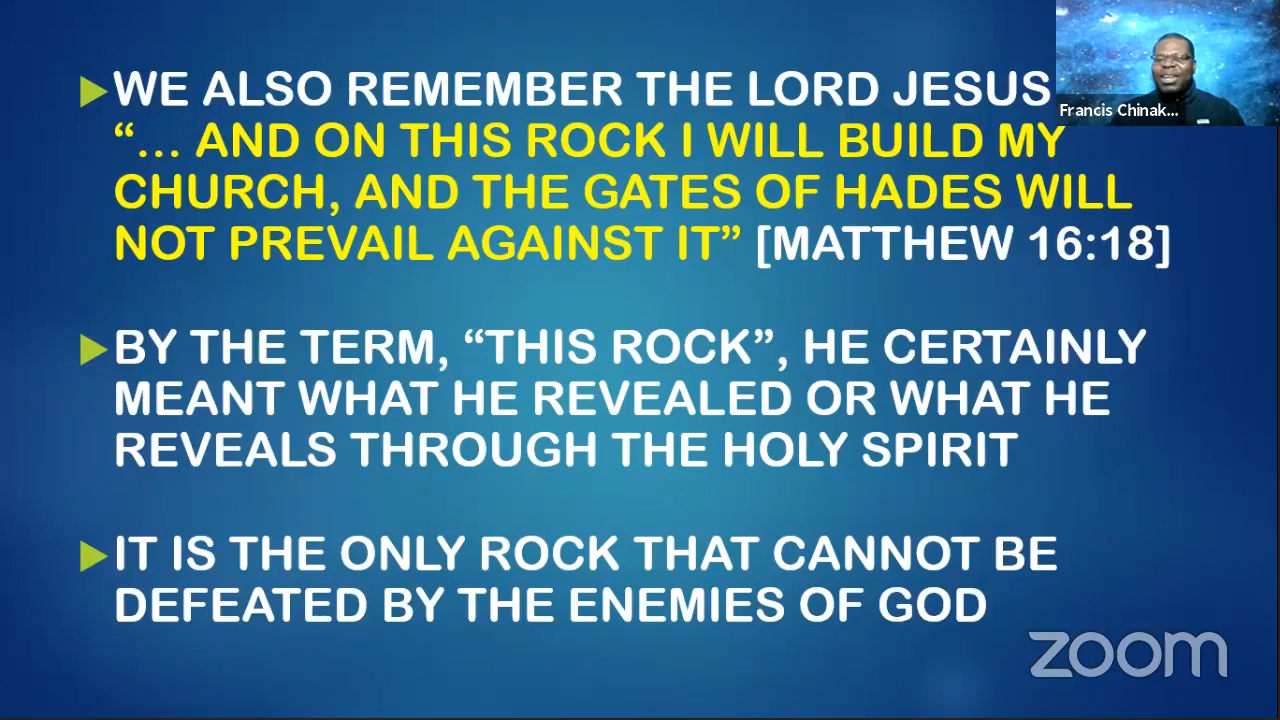 WE ALSO REMEMBER THE LORD JESUS
“... AND ON THIS ROCK I WILL BUILD MY
CHURCH, AND THE GATES OF HADES WILL
NOT PREVAIL AGAINST IT” [MATTHEW 16:18]
BY THE TERM, “THIS ROCK”, HE CERTAINLY
MEANT WHAT HE REVEALED OR WHAT HE
REVEALS THROUGH THE HOLY SPIRIT
IT IS THE ONLY ROCK THAT CANNOT BE
DEFEATED BY THE ENEMIES OF GOD
Francis Chinak...
zoom